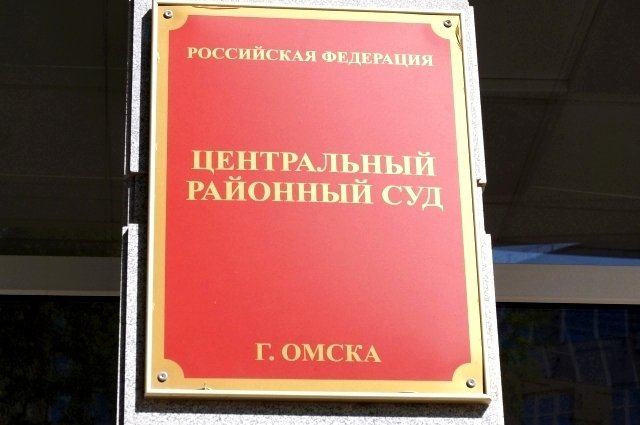 РОССИЙСКАЯ ФЕДЕРАЦИЯ
ЦЕНТРАЛЬНЫЙ
РАЙОННЫЙ СУД
Г. ОМСКА